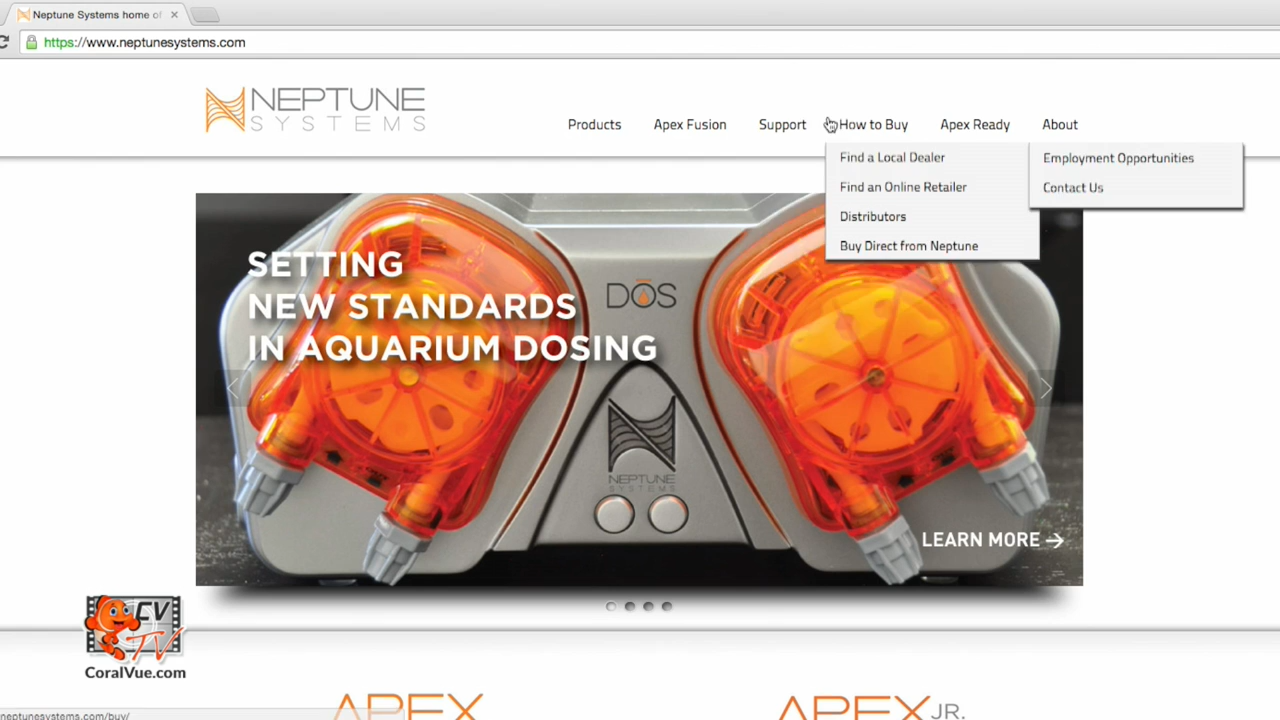 Neptune Systems home of
https://www.neptunesystems.com
NEPTUNE
SYSTEMS
Products
Apex Fusion
Support
How to Buy
Apex Ready
About
Find a Local Dealer
Find an Online Retailer
Distributors
Buy Direct from Neptune
Employment Opportunities
Contact Us
SETTING
NEW STANDARDS
IN AQUARIUM DOSING
DOS
NEPTUNE
SYSTEMS
LEARN MORE →
CV
TV
CoralVue.com
APEX
APEX JR.
neptunesystems.com/buy/